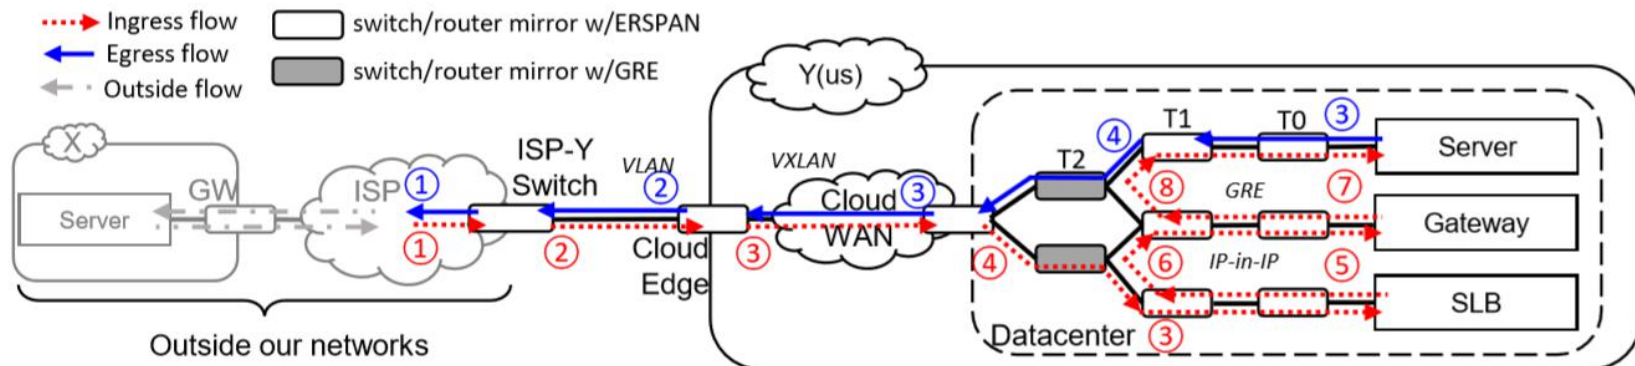 Ingress flow
Egress flow
Outside flow
switch/router mirror w/ERSPAN
switch/router mirror w/GRE
X
Server
GW
ISP
ISP-Y
Switch
VLAN
① ②
① ②
Cloud
Edge
Outside our networks
Y(us)
VXLAN
Cloud
WAN
③
③
④
Datacenter
T2
T1
T0
④
③
Server
⑧
GRE
⑦
Gateway
⑥
IP-in-IP
⑤
SLB
③